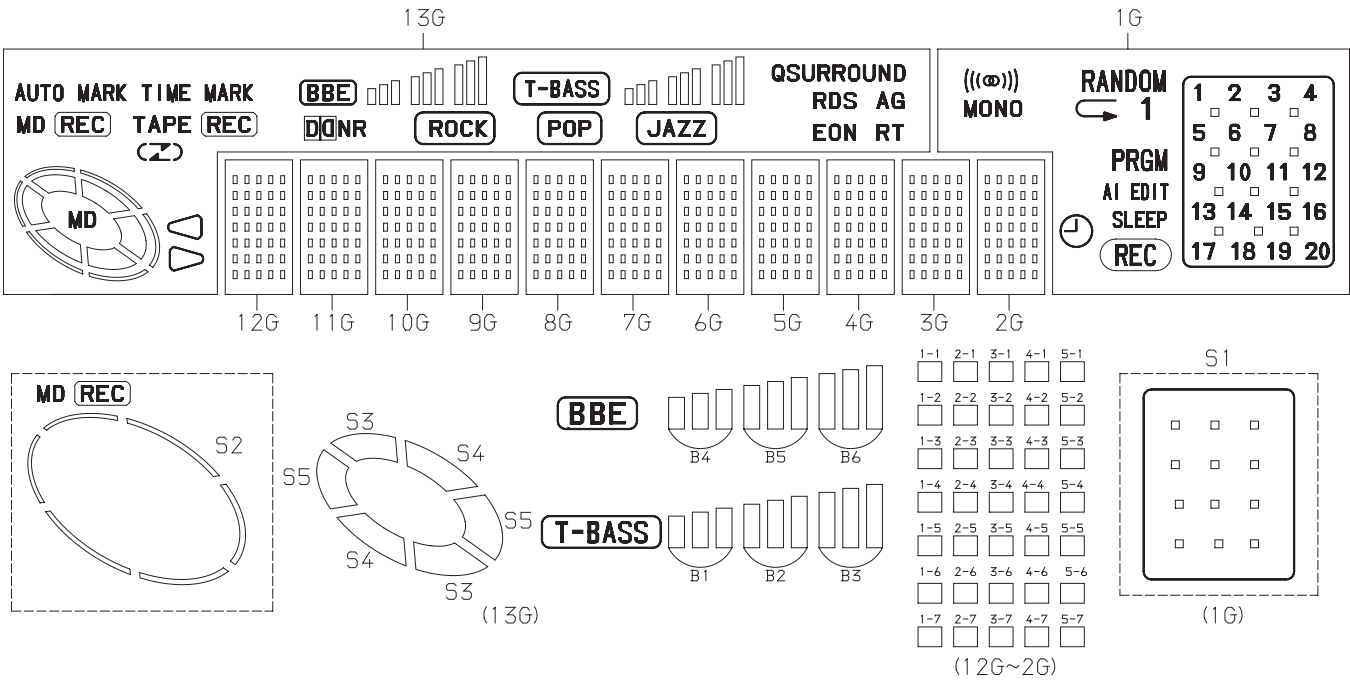 13G 1G
AUTO MARK TIME MARK BBE T-BASS QSURROUND MONO RANDOM 1 2 3 4
MD REC TAPE REC DDNR ROCK POP JAZZ RDS AG 1
EON RT 5 6 7 8
PRGM 9 10 11 12
AI EDIT
MD SLEEP 13 14 15 16
REC 17 18 19 20
12G 11G 10G 9G 8G 7G 6G 5G 4G 3G 2G
MD REC
S2
S3
S4
S5
S5
S4
S3
(13G)
BBE
B4 B5 B6
T-BASS
B1 B2 B3
1-1 2-1 3-1 4-1 5-1
1-2 2-2 3-2 4-2 5-2
1-3 2-3 3-3 4-3 5-3
1-4 2-4 3-4 4-4 5-4
1-5 2-5 3-5 4-5 5-5
1-6 2-6 3-6 4-6 5-6
1-7 2-7 3-7 4-7 5-7
(12G~2G)
S1
(1G)